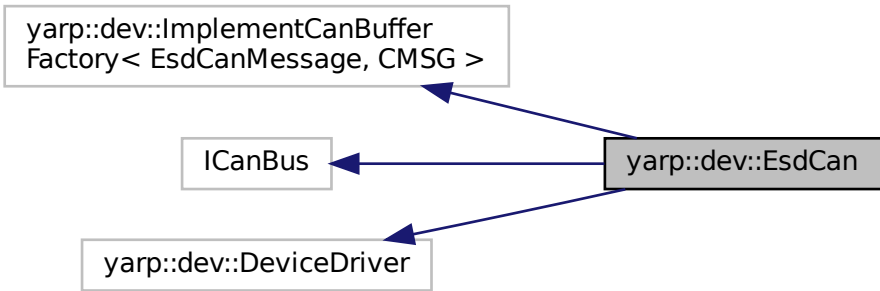 yarp::dev::ImplementCanBuffer
Factory< EsdCanMessage, CMSG >
ICanBus
yarp::dev::EsdCan
yarp::dev::DeviceDriver